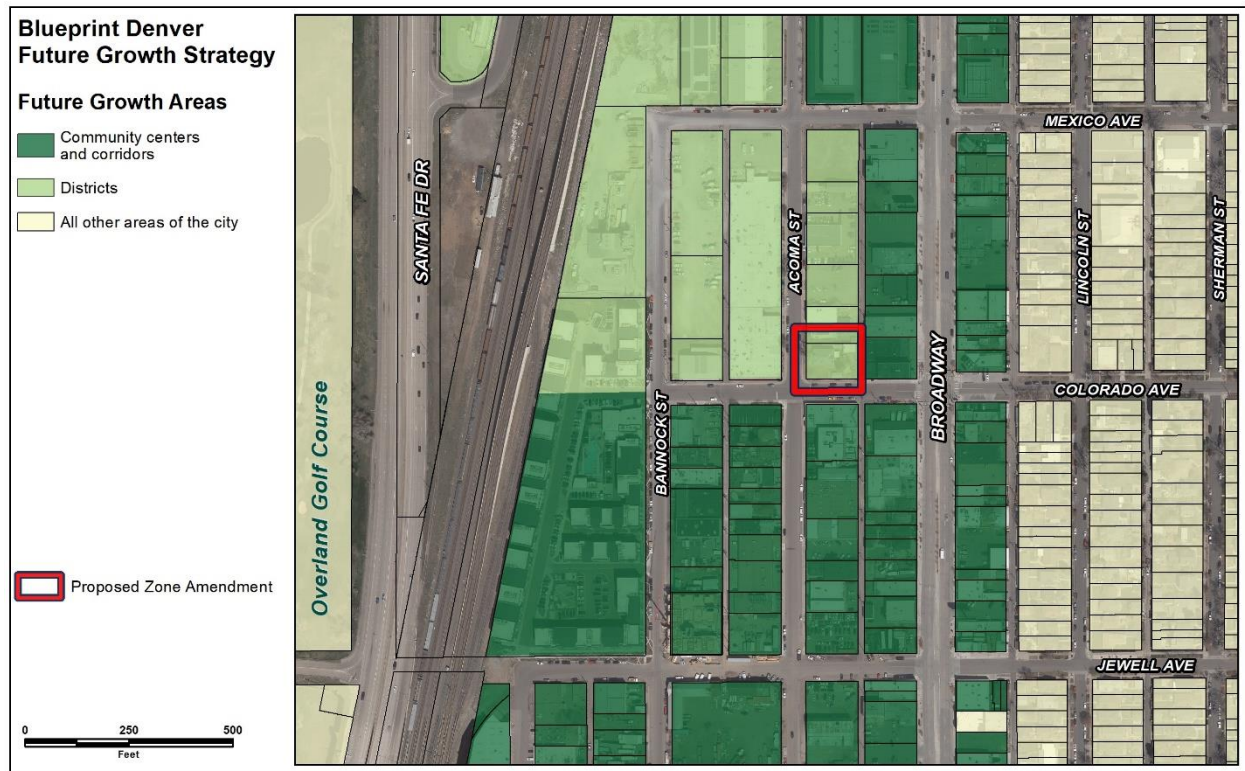 Blueprint Denver
Future Growth Strategy
Future Growth Areas
Community centers
and corridors
Districts
All other areas of the city
Proposed Zone Amendment
0 250 500
Feet
Overland Golf Course
SANTA FE DR
BANNOCK ST
ACOMA ST
BROADWAY
LINCOLN ST
SHERMAN ST
MEXICO AVE
COLORADO AVE
JEWELL AVE